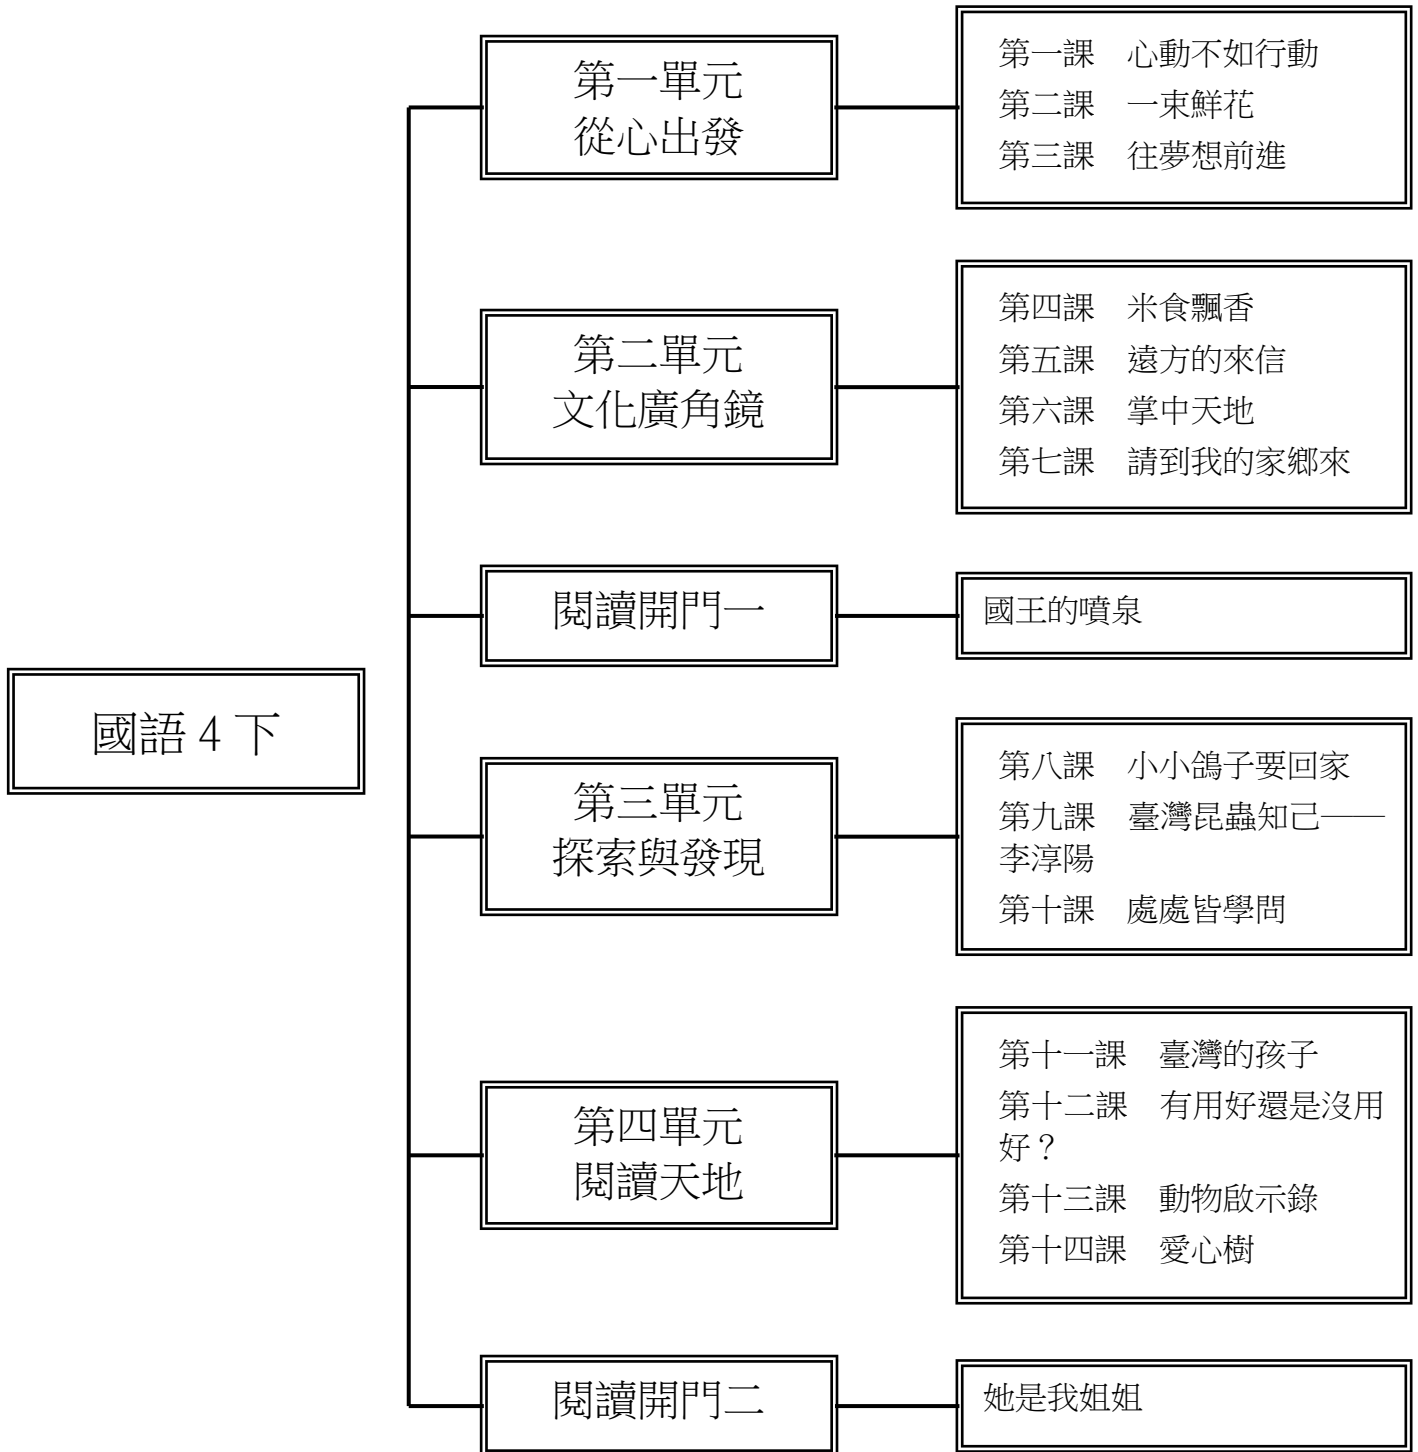 第一單元
從心出發
第一課　心動不如行動
第二課　一束鮮花
第三課　往夢想前進
第二單元
文化廣角鏡
第四課　米食飄香
第五課　遠方的來信
第六課　掌中天地
第七課　請到我的家鄉來
閱讀開門一
國王的噴泉
國語 4 下
第三單元
探索與發現
第八課　小小鴿子要回家
第九課　臺灣昆蟲知己——
李淳陽
第十課　處處皆學問
第四單元
閱讀天地
第十一課　臺灣的孩子
第十二課　有用好還是沒用
好？
第十三課　動物啟示錄
第十四課　愛心樹
閱讀開門二
她是我姐姐